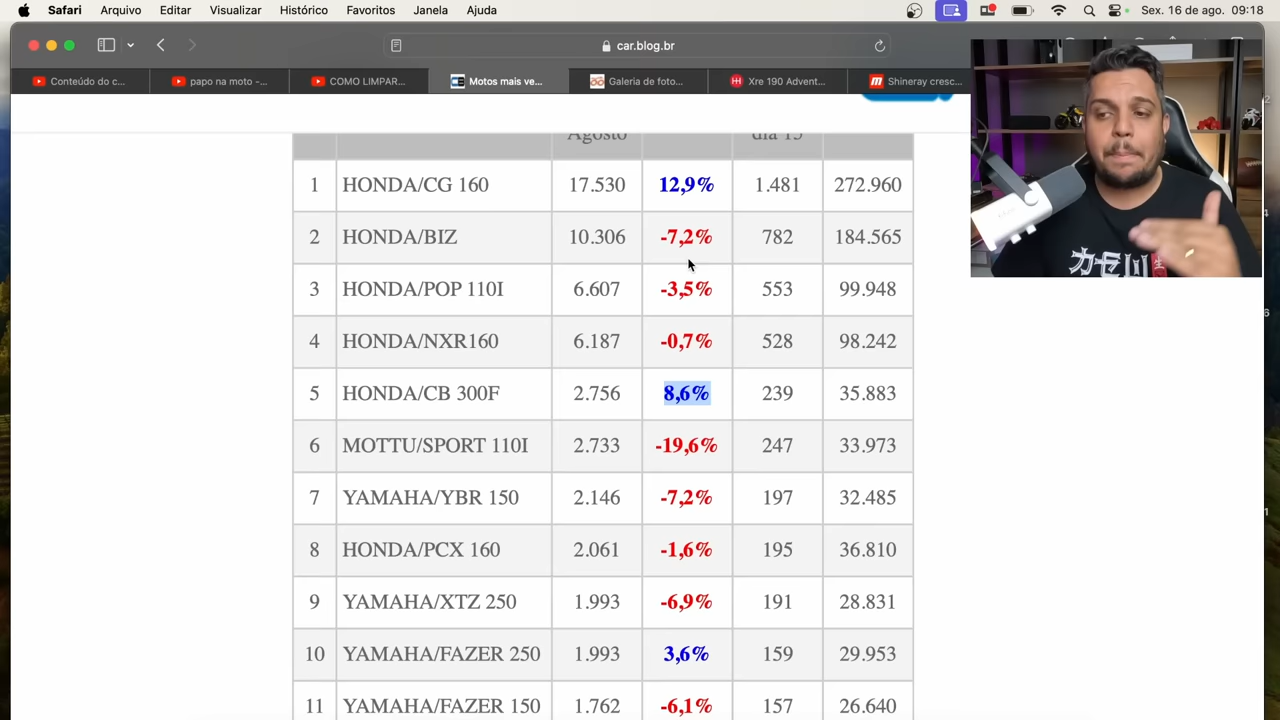 Safari Arquivo Editar Visualizar Histórico Favoritos Janela Ajuda Sex. 16 de ago. 09:18
car.blog.br
Conteúdo do c... papo na moto -... COMO LIMPAR... Motos mais ve... Galeria de foto... Xre 190 Advent... Shineray cresc...
Agosto dia 15
1 HONDA/CG 160 17.530 12,9% 1.481 272.960
2 HONDA/BIZ 10.306 -7,2% 782 184.565
3 HONDA/POP 110I 6.607 -3,5% 553 99.948
4 HONDA/NXR160 6.187 -0,7% 528 98.242
5 HONDA/CB 300F 2.756 8,6% 239 35.883
6 MOTTU/SPORT 110I 2.733 -19,6% 247 33.973
7 YAMAHA/YBR 150 2.146 -7,2% 197 32.485
8 HONDA/PCX 160 2.061 -1,6% 195 36.810
9 YAMAHA/XTZ 250 1.993 -6,9% 191 28.831
10 YAMAHA/FAZER 250 1.993 3,6% 159 29.953
11 YAMAHA/FAZER 150 1.762 -6,1% 157 26.640